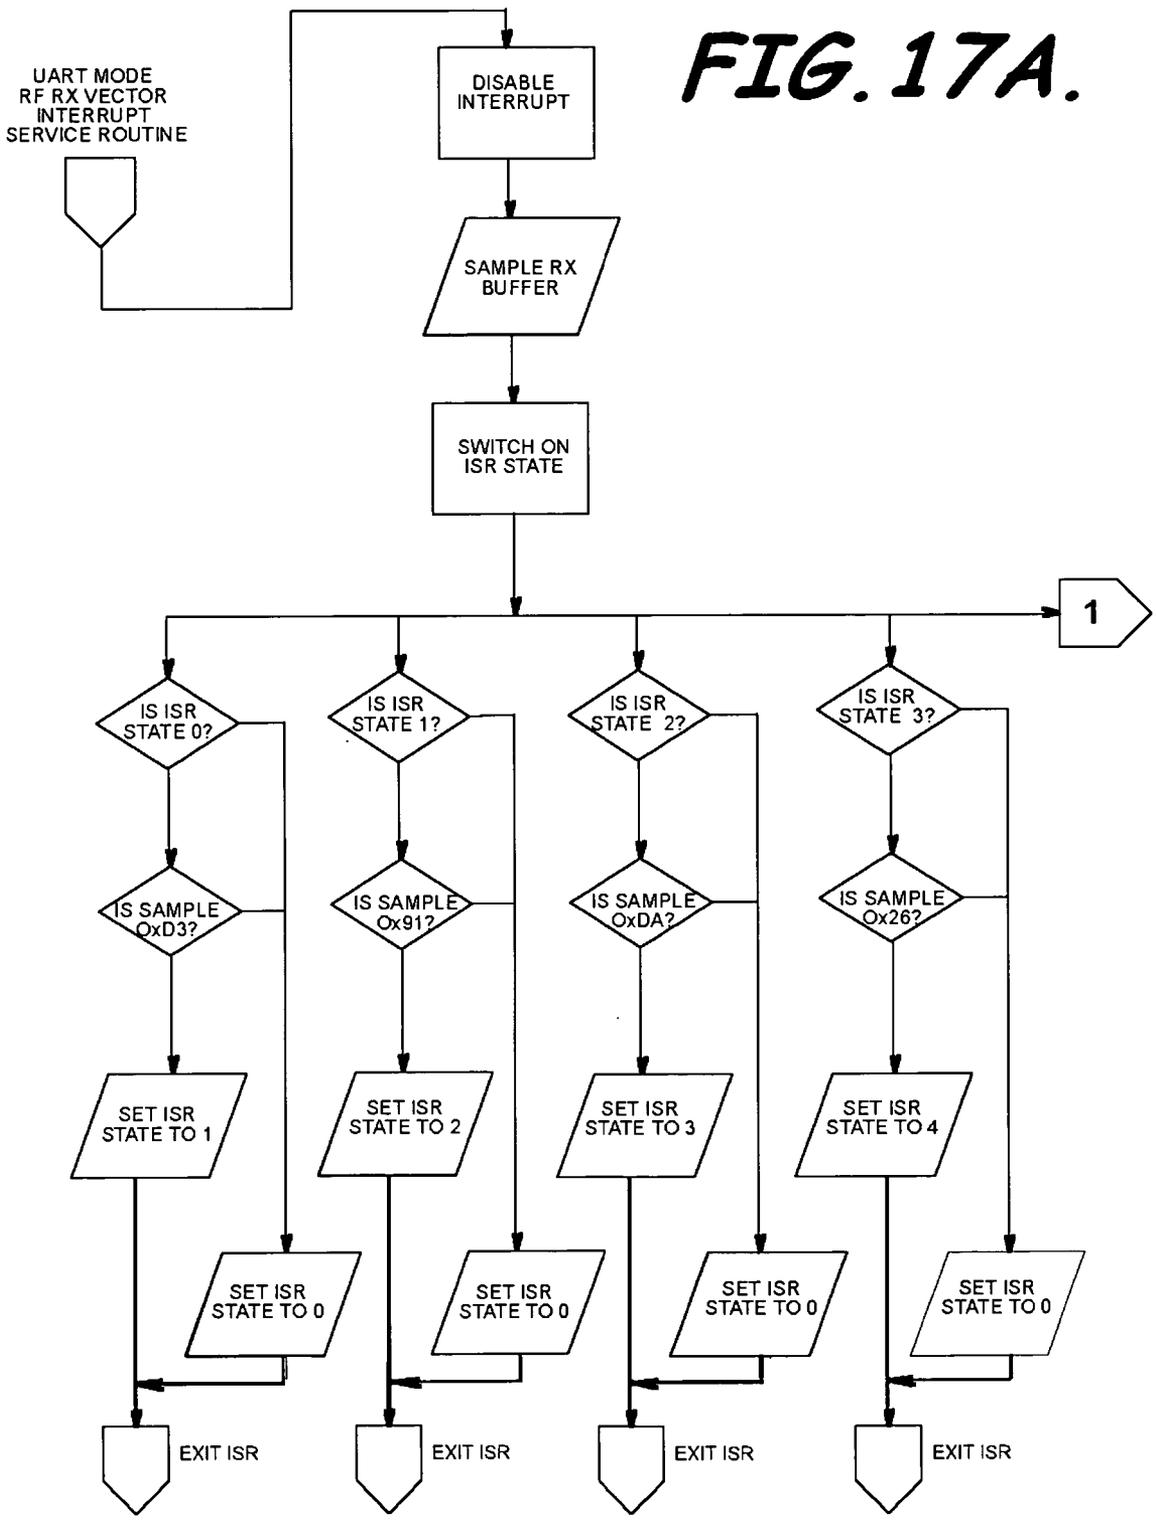 FIG. 17A.
UART MODE
RF RX VECTOR
INTERRUPT
SERVICE ROUTINE
DISABLE
INTERRUPT
SAMPLE RX
BUFFER
SWITCH ON
ISR STATE
1
IS ISR
STATE 0?
IS ISR
STATE 1?
IS ISR
STATE 2?
IS ISR
STATE 3?
IS SAMPLE
OxD3?
IS SAMPLE
Ox91?
IS SAMPLE
OxDA?
IS SAMPLE
Ox26?
SET ISR
STATE TO 1
SET ISR
STATE TO 2
SET ISR
STATE TO 3
SET ISR
STATE TO 4
SET ISR
STATE TO 0
SET ISR
STATE TO 0
SET ISR
STATE TO 0
SET ISR
STATE TO 0
EXIT ISR
EXIT ISR
EXIT ISR
EXIT ISR